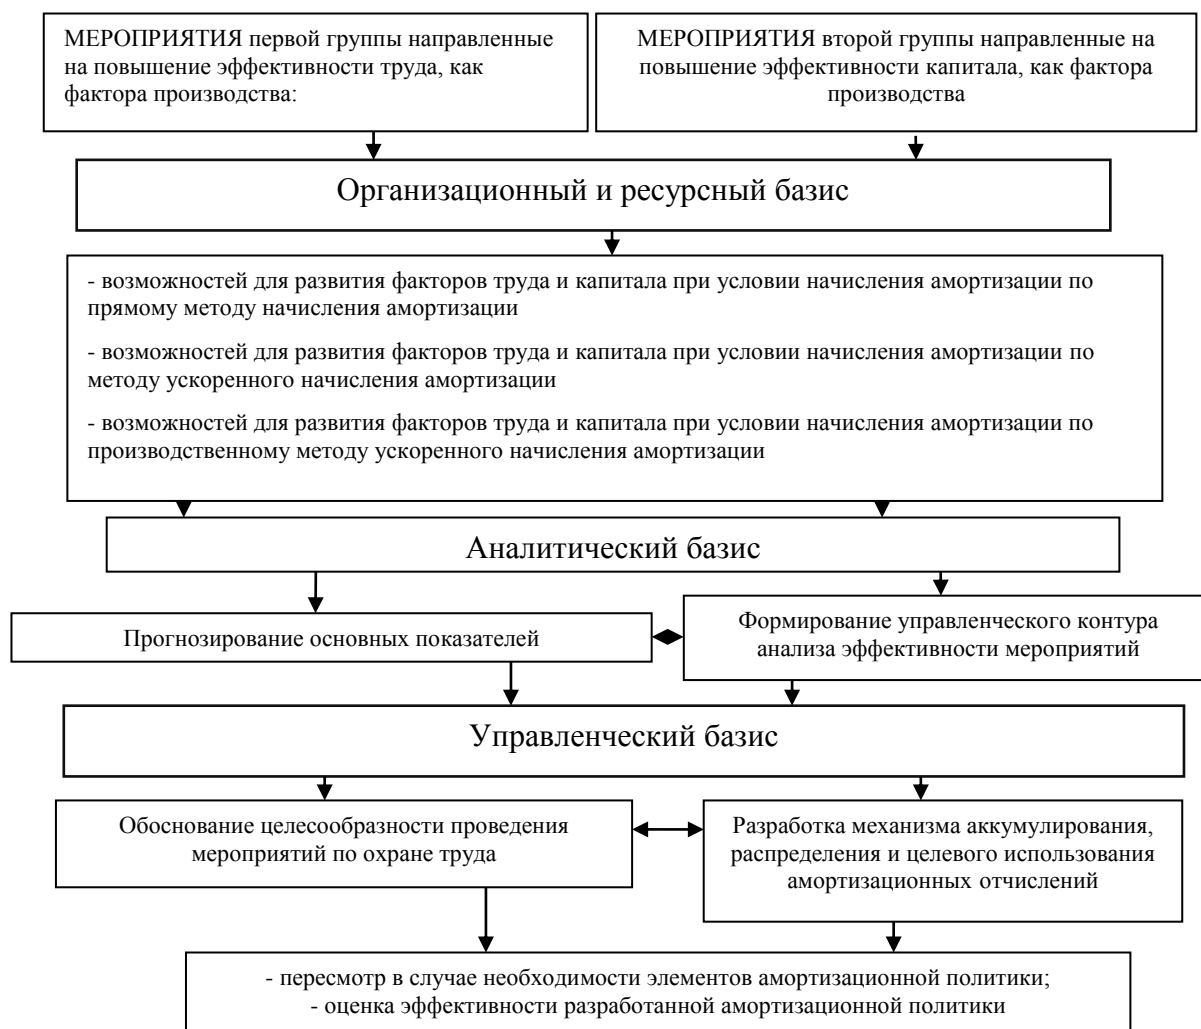 МЕРОПРИЯТИЯ первой группы направленные
на повышение эффективности труда, как
фактора производства:
МЕРОПРИЯТИЯ второй группы направленные на
повышение эффективности капитала, как фактора
производства
Организационный и ресурсный базис
- возможностей для развития факторов труда и капитала при условии начисления амортизации по
прямому методу начисления амортизации
- возможностей для развития факторов труда и капитала при условии начисления амортизации по
методу ускоренного начисления амортизации
- возможностей для развития факторов труда и капитала при условии начисления амортизации по
производственному методу ускоренного начисления амортизации
Аналитический базис
Прогнозирование основных показателей
Формирование управленческого контура
анализа эффективности мероприятий
Управленческий базис
Обоснование целесообразности проведения
мероприятий по охране труда
Разработка механизма аккумулирования,
распределения и целевого использования
амортизационных отчислений
- пересмотр в случае необходимости элементов амортизационной политики;
- оценка эффективности разработанной амортизационной политики